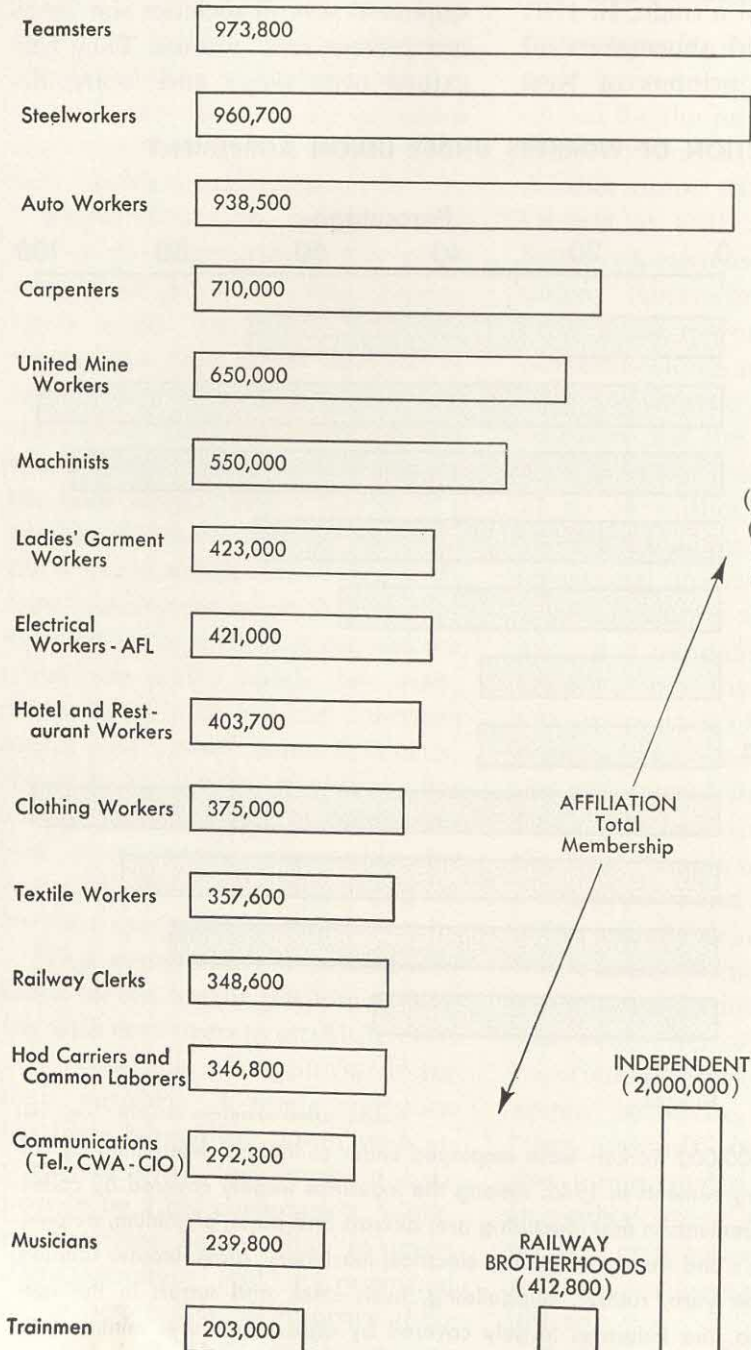 Teamsters
973,800
Steelworkers
960,700
Auto Workers
938,500
Carpenters
710,000
United Mine
Workers
650,000
Machinists
550,000
Ladies' Garment
Workers
423,000
Electrical
Workers - AFL
421,000
Hotel and Rest-
aurant Workers
403,700
Clothing Workers
375,000
Textile Workers
357,600
Railway Clerks
348,600
Hod Carriers and
Common Laborers
346,800
Communications
(Tel., CWA - CIO)
292,300
Musicians
239,800
Trainmen
203,000
AFFILIATION
Total
Membership
INDEPENDENT
(2,000,000)
RAILWAY
BROTHERHOODS
(412,800)